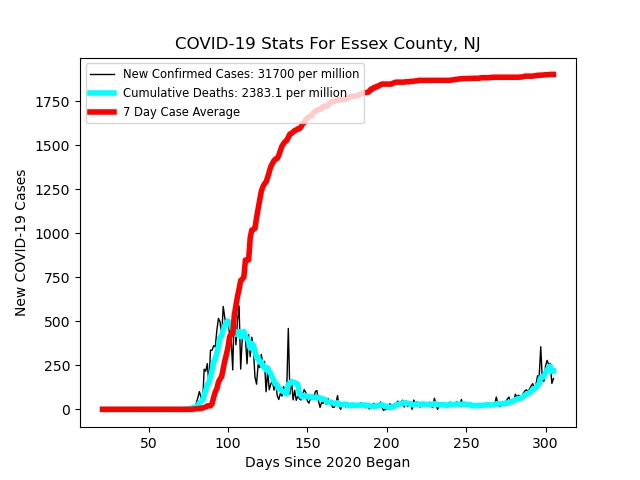 COVID-19 Stats For Essex County, NJ
New Confirmed Cases: 31700 per million
Cumulative Deaths: 2383.1 per million
7 Day Case Average
New COVID-19 Cases
1750
1500
1250
1000
750
500
250
0
50 100 150 200 250 300
Days Since 2020 Began